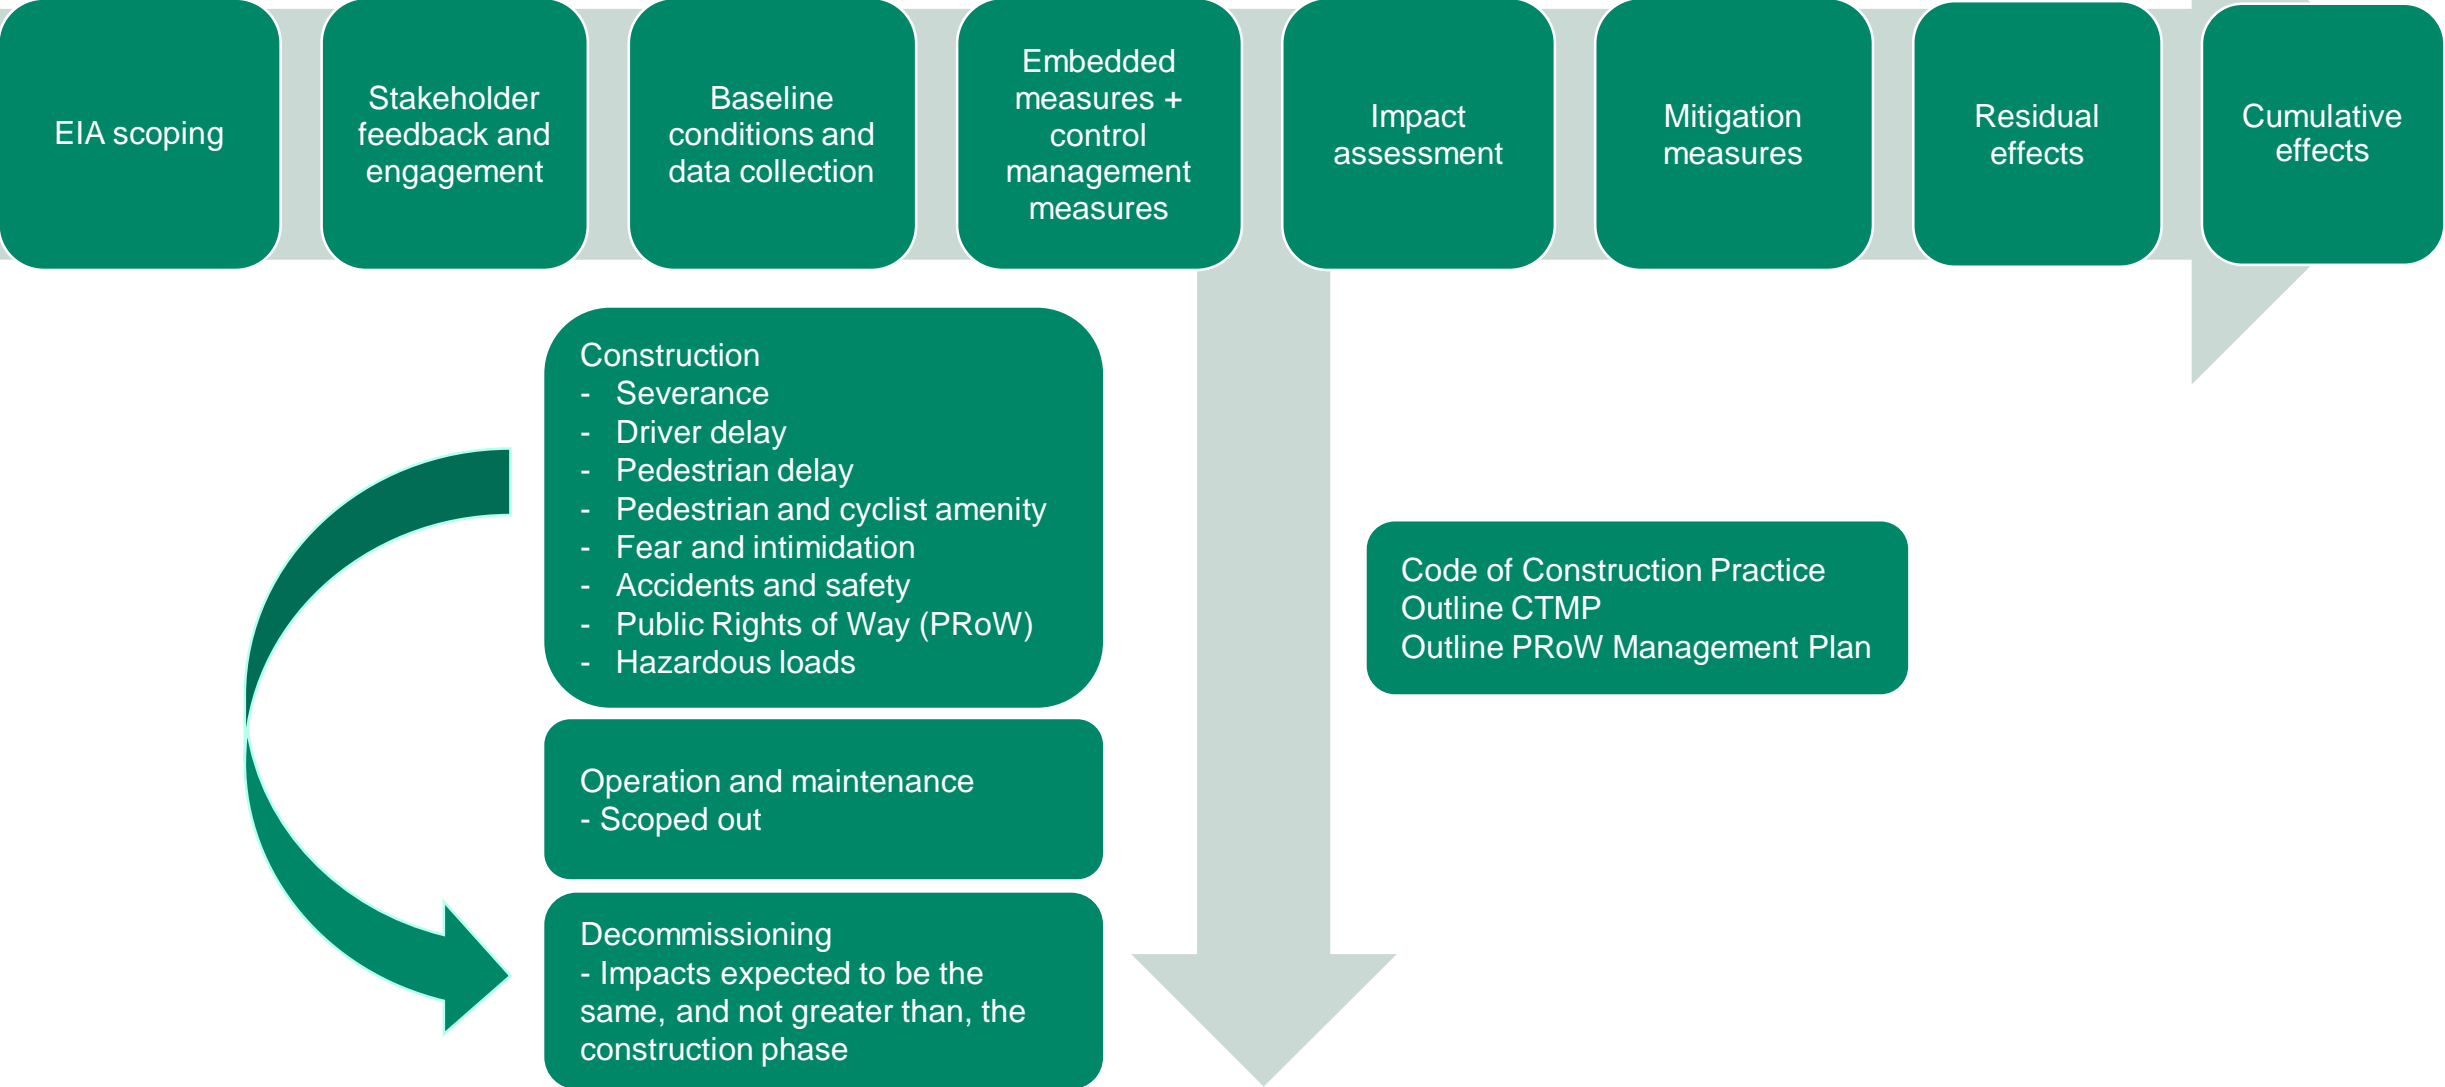 EIA scoping
Stakeholder
feedback and
engagement
Baseline
conditions and
data collection
Embedded
measures +
control
management
measures
Impact
assessment
Mitigation
measures
Residual
effects
Cumulative
effects
Construction
- Severance
- Driver delay
- Pedestrian delay
- Pedestrian and cyclist amenity
- Fear and intimidation
- Accidents and safety
- Public Rights of Way (PRoW)
- Hazardous loads
Code of Construction Practice
Outline CTMP
Outline PRoW Management Plan
Operation and maintenance
- Scoped out
Decommissioning
- Impacts expected to be the
same, and not greater than, the
construction phase